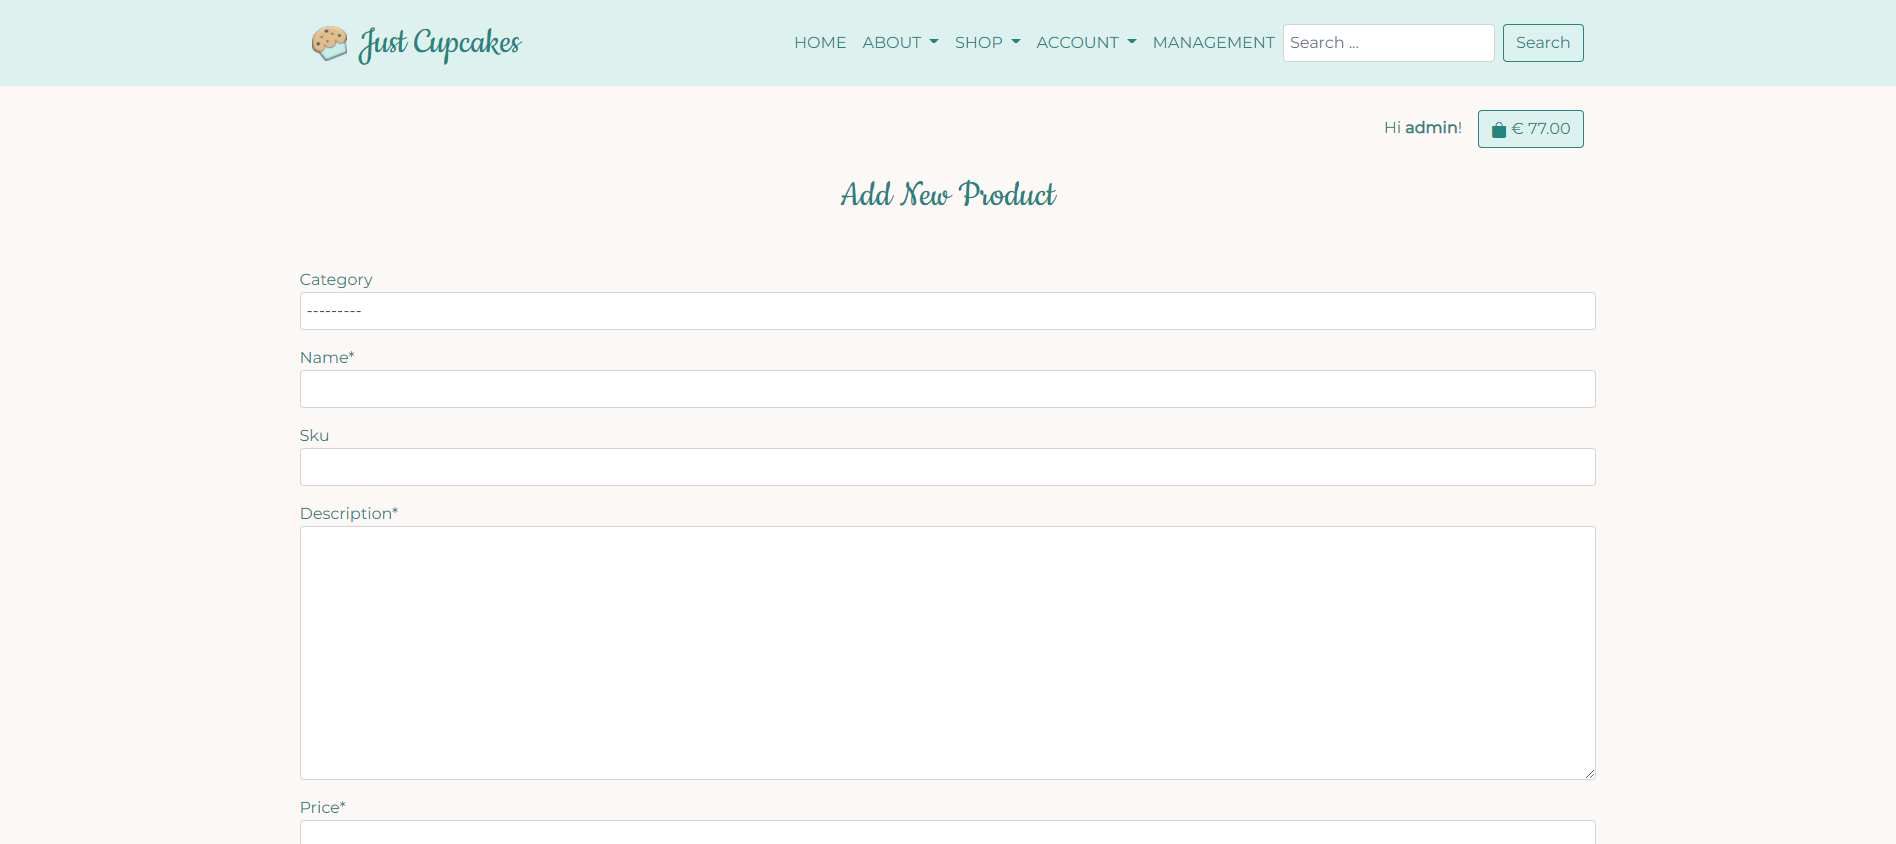 Just Cupcakes
HOME ABOUT SHOP ACCOUNT MANAGEMENT Search ... Search
Hi admin! € 77.00
Add New Product
Category
---------
Name*
Sku
Description*
Price*